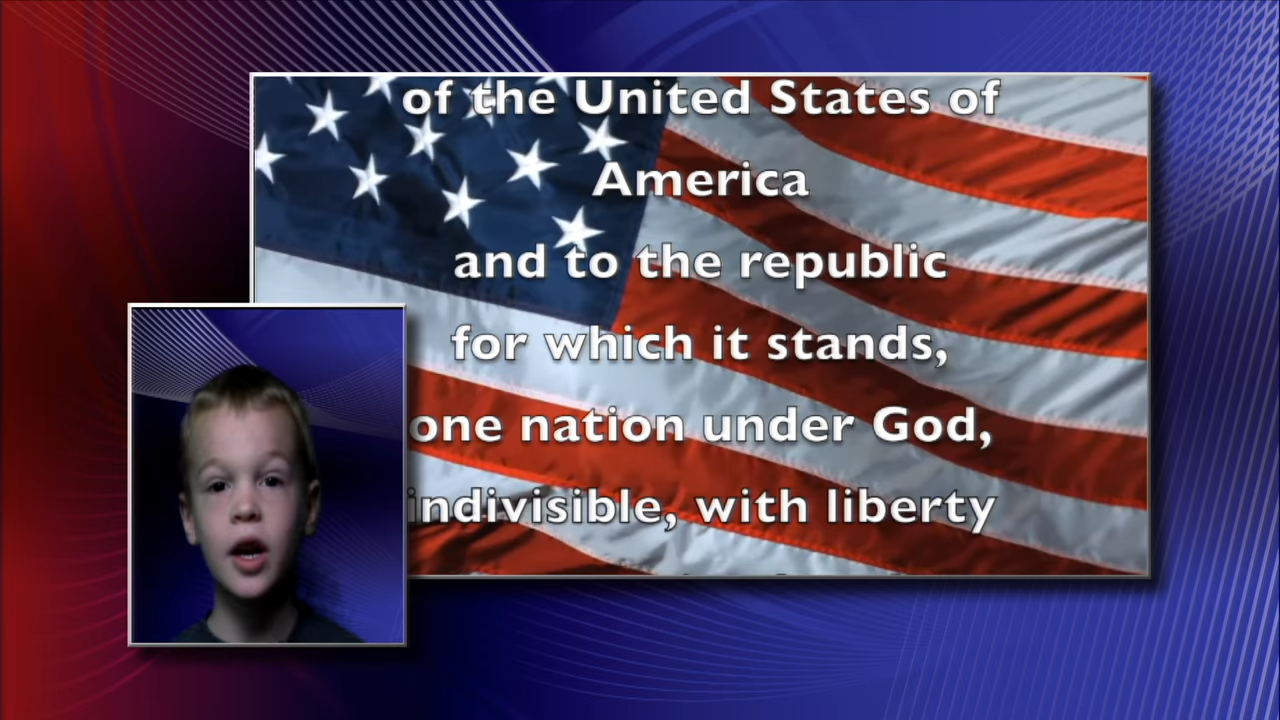 of the United States of
America
and to the republic
for which it stands,
one nation under God,
indivisible, with liberty